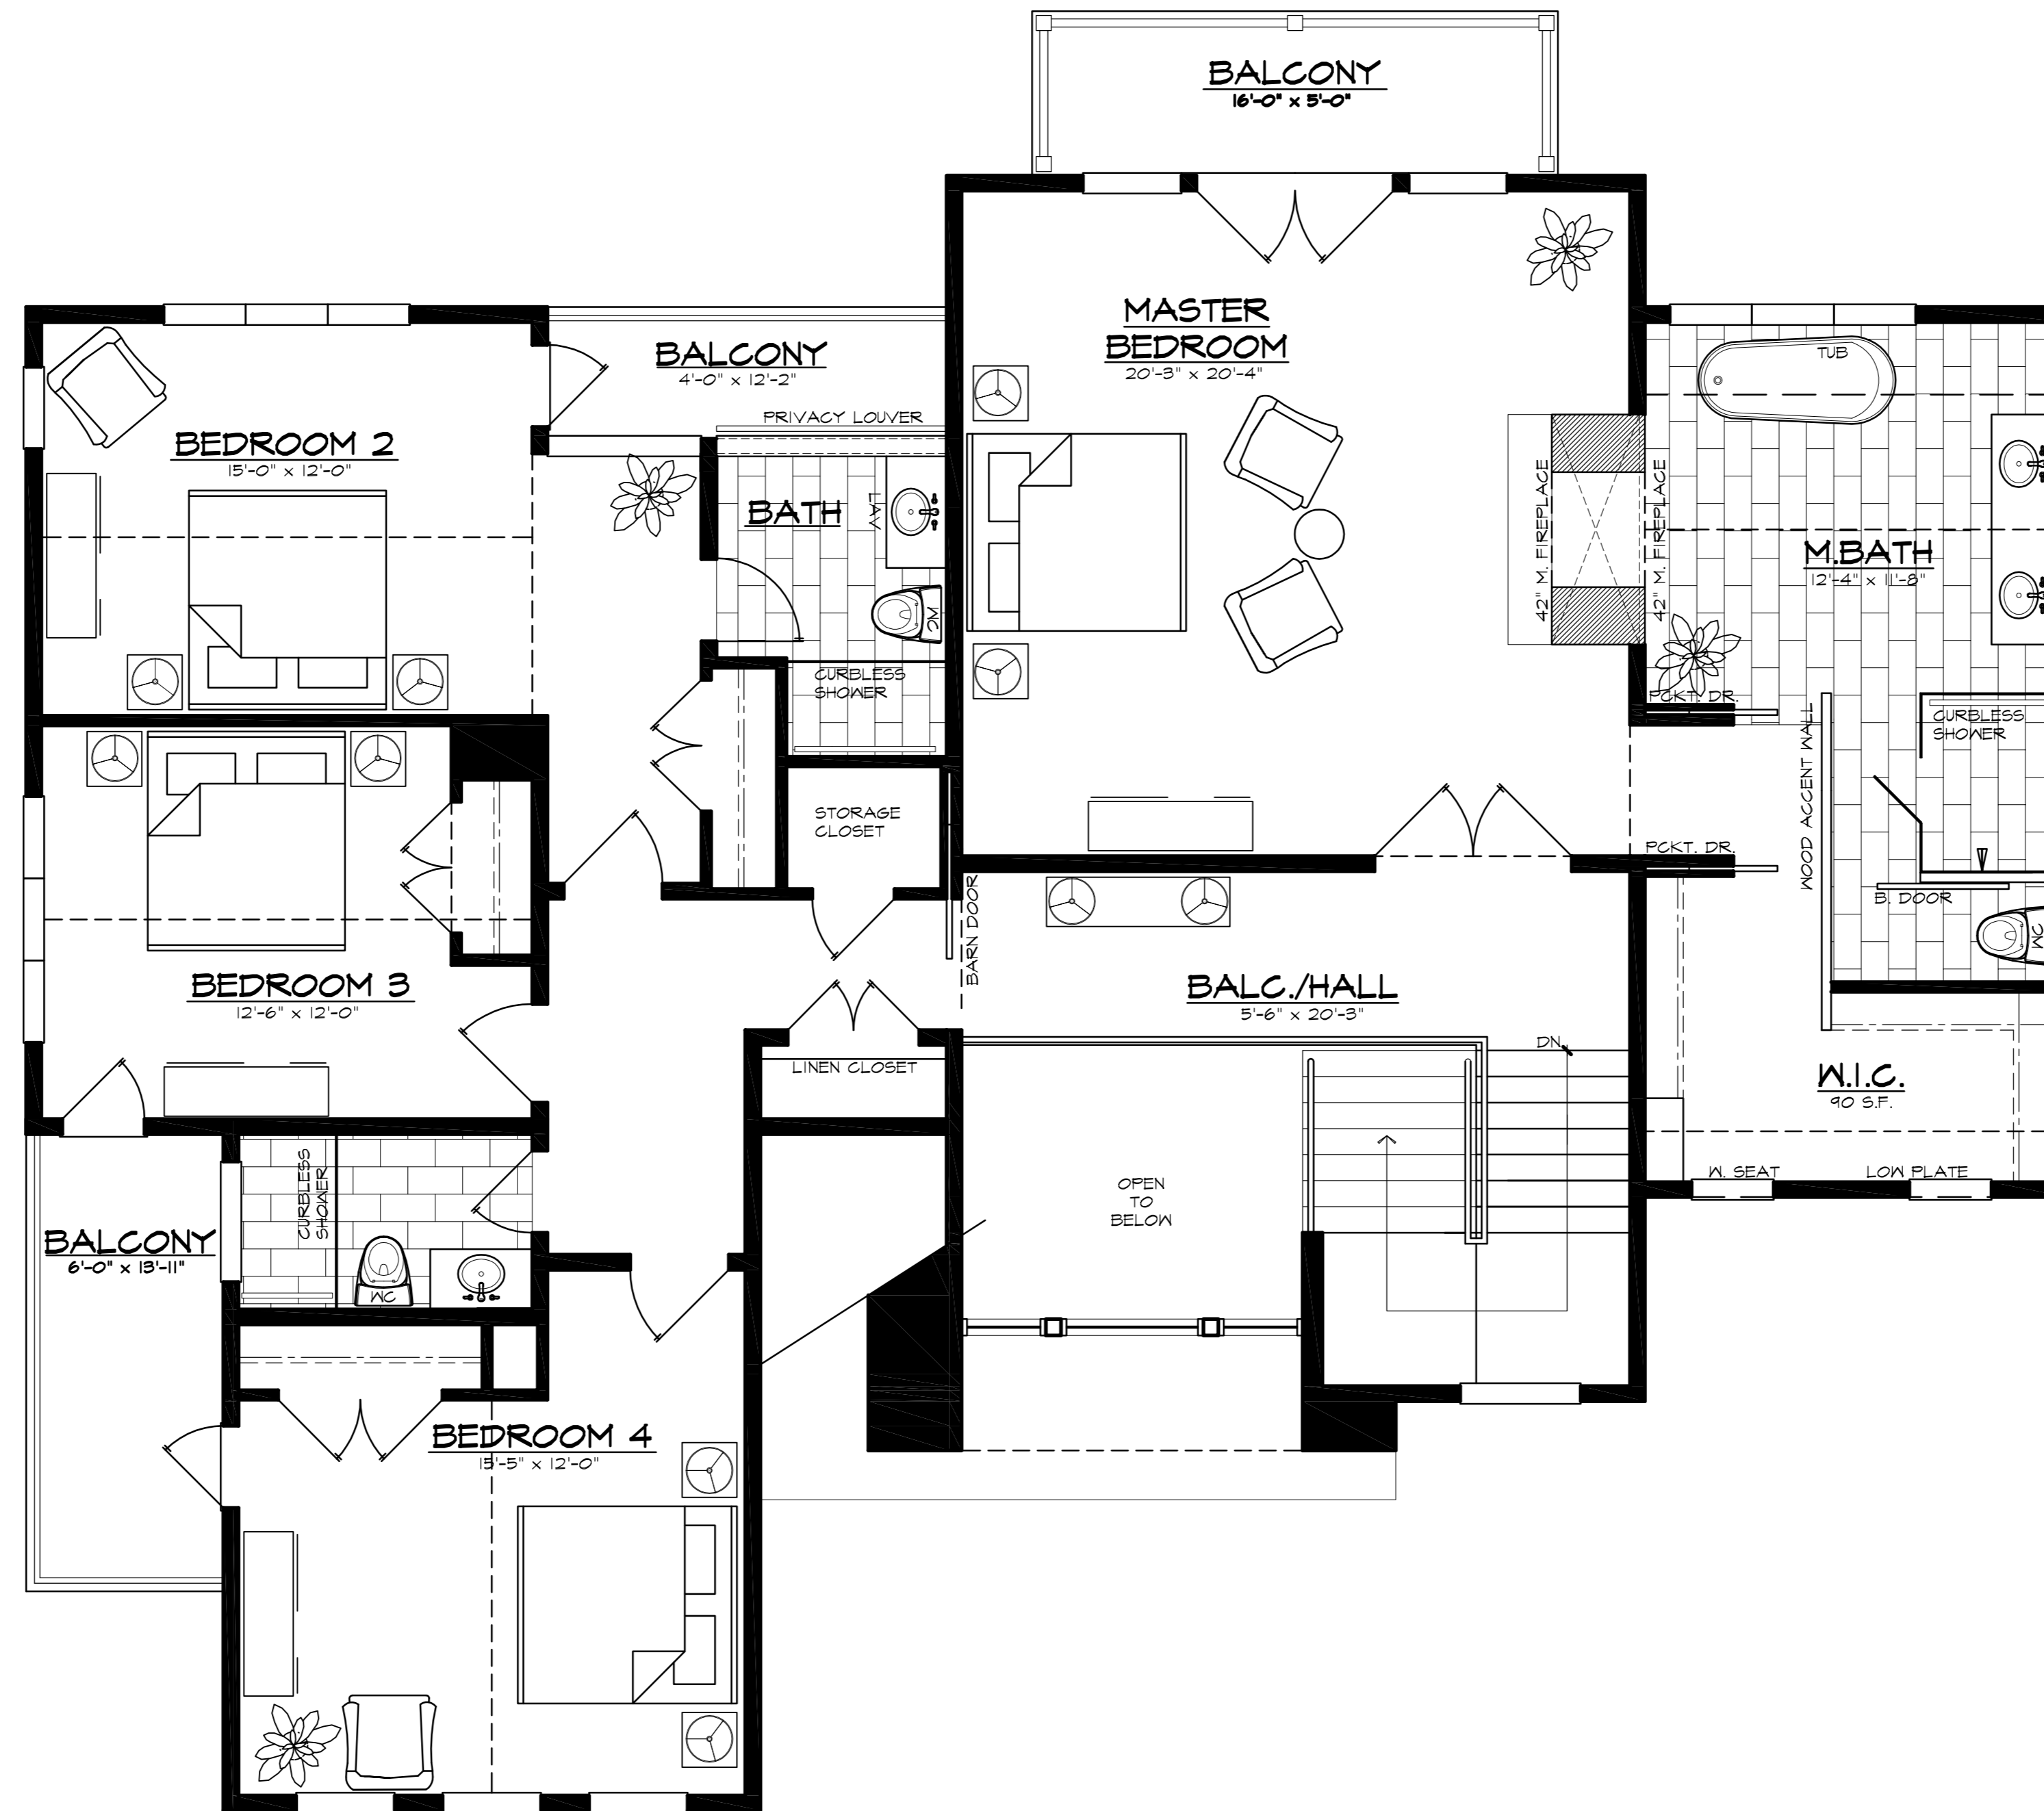 BALCONY
16'-0" x 5'-0"
MASTER
BEDROOM
20'-3" x 20'-4"
BALCONY
4'-0" x 12'-2"
PRIVACY LOUVER
TUB
BEDROOM 2
15'-0" x 12'-0"
BATH
LAV
WC
CURBLESS
SHOWER
42" M. FIREPLACE
42" M. FIREPLACE
M.BATH
12'-4" x 11'-8"
PCKT. DR.
WOOD ACCENT WALL
CURBLESS
SHOWER
STORAGE
CLOSET
PCKT. DR.
B. DOOR
WC
BARN DOOR
BEDROOM 3
12'-6" x 12'-0"
BALC./HALL
5'-6" x 20'-3"
DN.
LINEN CLOSET
W.I.C.
90 S.F.
W. SEAT
LOW PLATE
OPEN
TO
BELOW
CURBLESS
SHOWER
BALCONY
6'-0" x 13'-11"
WC
BEDROOM 4
15'-5" x 12'-0"